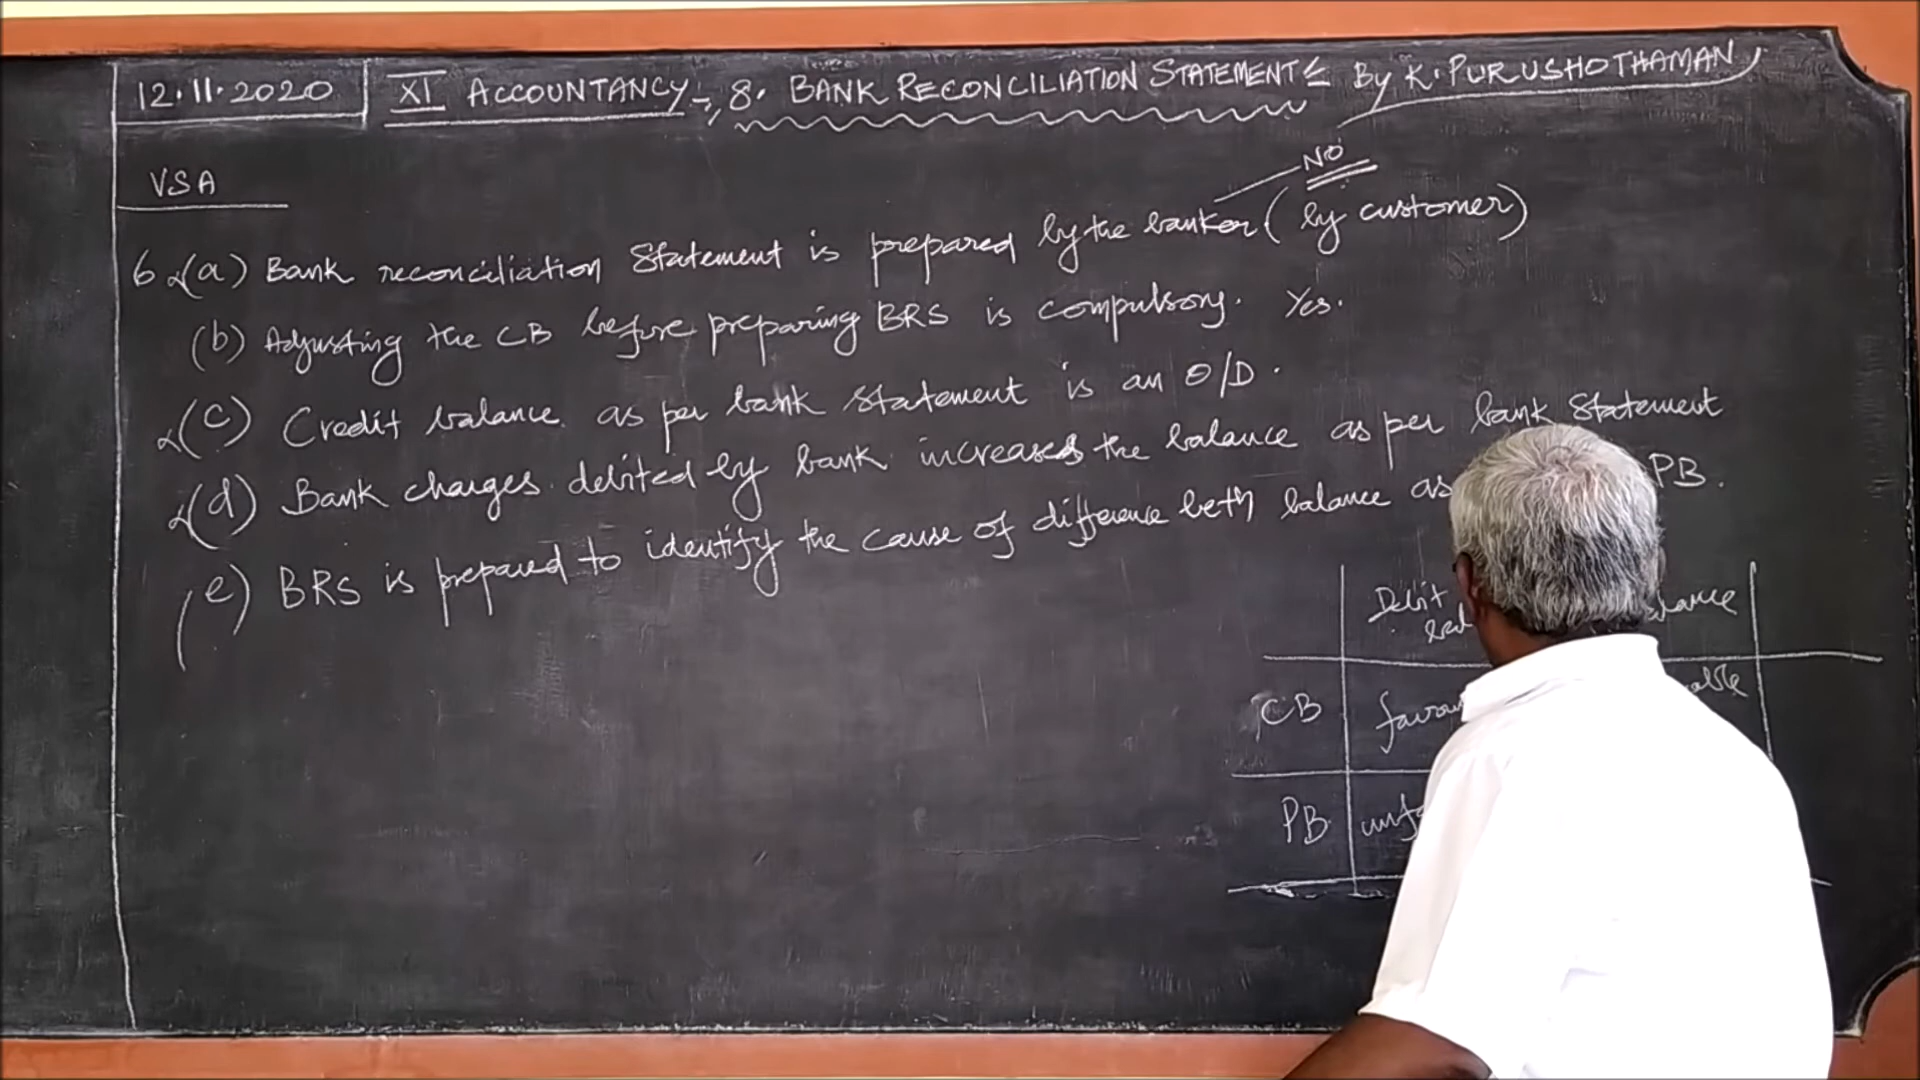 12.11.2020 XI ACCOUNTANCY:- 8. BANK RECONCILIATION STATEMENT By K. PURUSHOTHAMAN
VSA
NO
6 (a) Bank reconciliation Statement is prepared by the banker (by customer)
(b) Adjusting the CB before preparing BRS is compulsory. Yes.
(c) Credit balance as per bank statement is an O/D.
(d) Bank charges debited by bank increases the balance as per bank statement
(e) BRS is prepared to identify the cause of difference betn balance as PB.
Debit
CB
PB